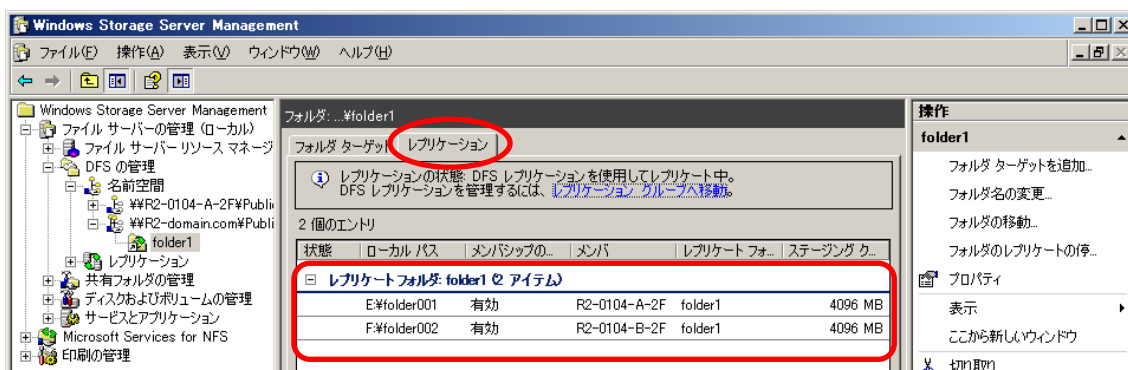 Windows Storage Server Management
ファイル(F) 操作(A) 表示(V) ウィンドウ(W) ヘルプ(H)
Windows Storage Server Management
ファイル サーバーの管理 (ローカル)
ファイル サーバー リソース マネージ
DFS の管理
名前空間
¥¥R2-0104-A-2F¥Publi
¥¥R2-domain.com¥Publi
folder1
レプリケーション
共有フォルダの管理
ディスクおよびボリュームの管理
サービスとアプリケーション
Microsoft Services for NFS
印刷の管理
フォルダ: ...¥folder1
フォルダ ターゲット レプリケーション
レプリケーションの状態: DFS レプリケーションを使用してレプリケート中。
DFS レプリケーションを管理するには、レプリケーション グループへ移動。
2 個のエントリ
状態 ローカル パス メンバシップの... メンバ レプリケート フォ... ステージング ク...
レプリケート フォルダ: folder1 (2 アイテム)
E:¥folder001 有効 R2-0104-A-2F folder1 4096 MB
F:¥folder002 有効 R2-0104-B-2F folder1 4096 MB
操作
folder1
フォルダ ターゲットを追加...
フォルダ名の変更...
フォルダの移動...
フォルダのレプリケートの停...
プロパティ
表示
ここから新しいウィンドウ
切り取り